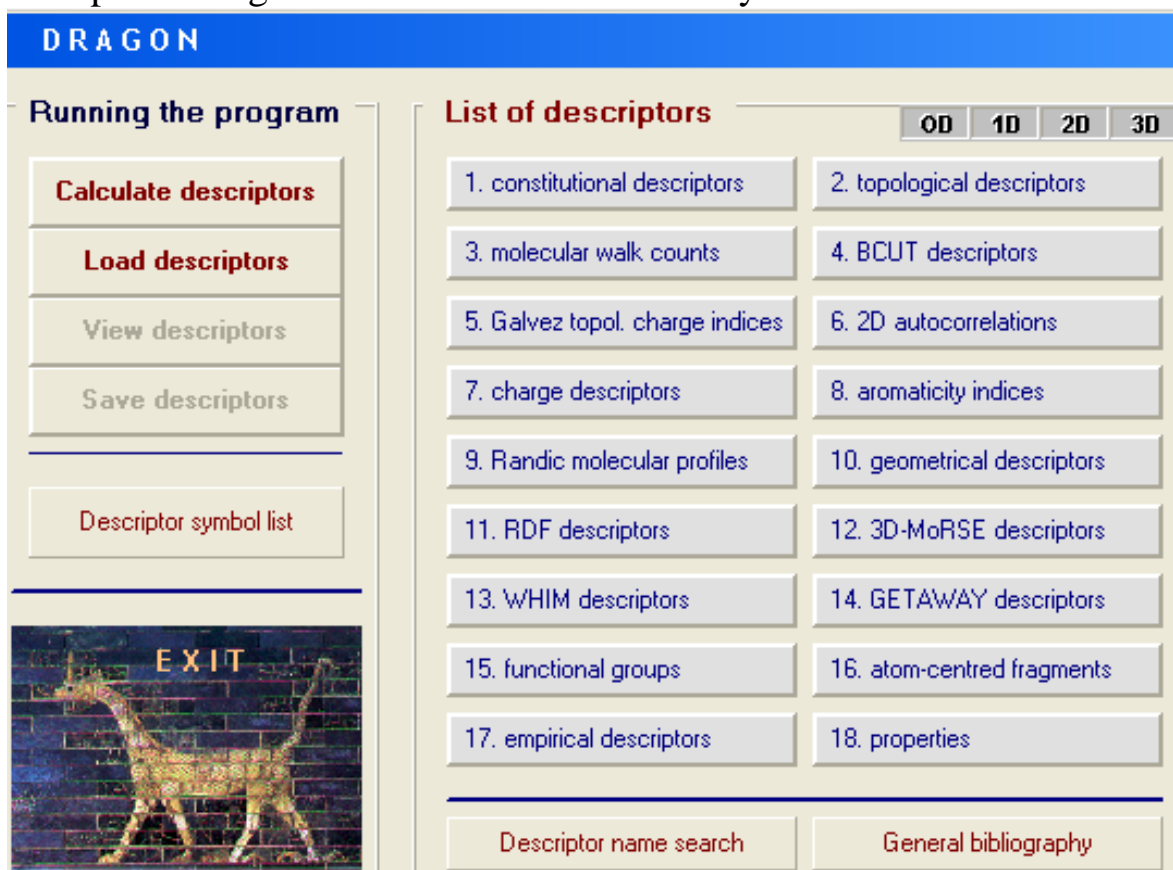 DRAGON
Running the program
Calculate descriptors
Load descriptors
View descriptors
Save descriptors
Descriptor symbol list
EXIT
List of descriptors
0D 1D 2D 3D
1. constitutional descriptors
2. topological descriptors
3. molecular walk counts
4. BCUT descriptors
5. Galvez topol. charge indices
6. 2D autocorrelations
7. charge descriptors
8. aromaticity indices
9. Randic molecular profiles
10. geometrical descriptors
11. RDF descriptors
12. 3D-MoRSE descriptors
13. WHIM descriptors
14. GETAWAY descriptors
15. functional groups
16. atom-centred fragments
17. empirical descriptors
18. properties
Descriptor name search
General bibliography